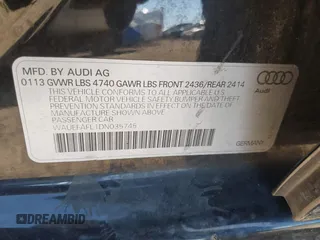 MFD. BY AUDI AG
0113 GVWR LBS 4740 GAWR LBS FRONT 2436/REAR 2414
THIS VEHICLE CONFORMS TO ALL APPLICABLE U.S.
FEDERAL MOTOR VEHICLE SAFETY, BUMPER AND THEFT
PREVENTION STANDARDS IN EFFECT ON THE DATE OF
MANUFACTURE SHOWN ABOVE
PASSENGER CAR
Audi
GERMANY
DREAMBID